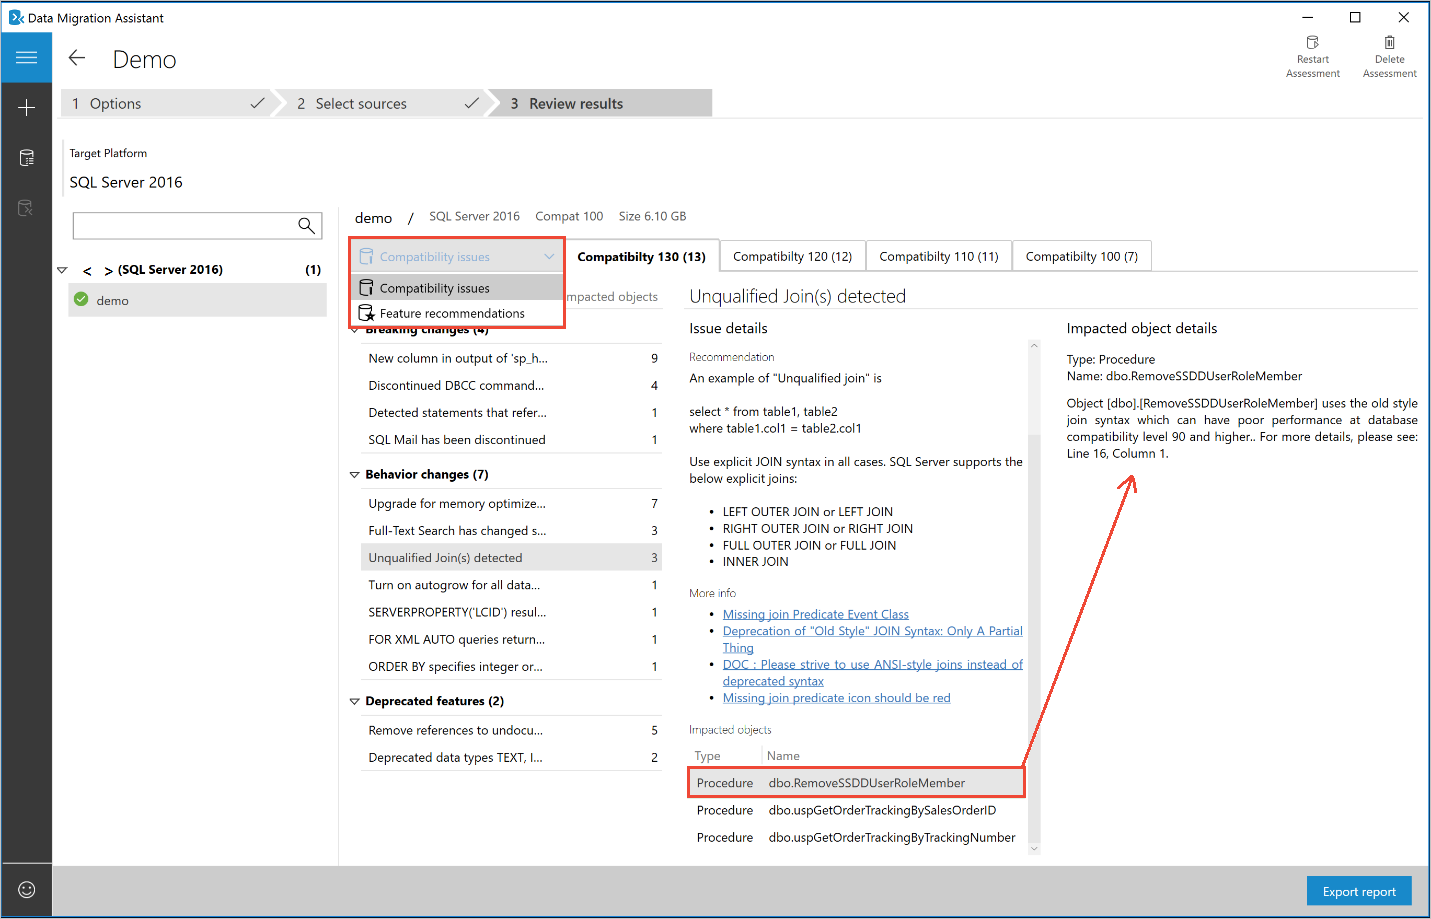 Data Migration Assistant
Demo
Restart
Assessment
Delete
Assessment
1 Options
2 Select sources
3 Review results
Target Platform
SQL Server 2016
< > (SQL Server 2016) (1)
demo
demo / SQL Server 2016 Compat 100 Size 6.10 GB
Compatibility issues
Compatibility issues
Feature recommendations
Compatibilty 130 (13)
Compatibilty 120 (12)
Compatibilty 110 (11)
Compatibilty 100 (7)
mpacted objects
Breaking changes (4)
New column in output of 'sp_h... 9
Discontinued DBCC command... 4
Detected statements that refer... 1
SQL Mail has been discontinued 1
Behavior changes (7)
Upgrade for memory optimize... 7
Full-Text Search has changed s... 3
Unqualified Join(s) detected 3
Turn on autogrow for all data... 1
SERVERPROPERTY('LCID') resul... 1
FOR XML AUTO queries return... 1
ORDER BY specifies integer or... 1
Deprecated features (2)
Remove references to undocu... 5
Deprecated data types TEXT, I... 2
Unqualified Join(s) detected
Issue details
Recommendation
An example of "Unqualified join" is
select * from table1, table2
where table1.col1 = table2.col1
Use explicit JOIN syntax in all cases. SQL Server supports the
below explicit joins:
• LEFT OUTER JOIN or LEFT JOIN
• RIGHT OUTER JOIN or RIGHT JOIN
• FULL OUTER JOIN or FULL JOIN
• INNER JOIN
More info
• Missing join Predicate Event Class
• Deprecation of "Old Style" JOIN Syntax: Only A Partial
Thing
• DOC : Please strive to use ANSI-style joins instead of
deprecated syntax
• Missing join predicate icon should be red
Impacted objects
Type Name
Procedure dbo.RemoveSSDDUserRoleMember
Procedure dbo.uspGetOrderTrackingBySalesOrderID
Procedure dbo.uspGetOrderTrackingByTrackingNumber
Impacted object details
Type: Procedure
Name: dbo.RemoveSSDDUserRoleMember
Object [dbo].[RemoveSSDDUserRoleMember] uses the old style
join syntax which can have poor performance at database
compatibility level 90 and higher.. For more details, please see:
Line 16, Column 1.
Export report